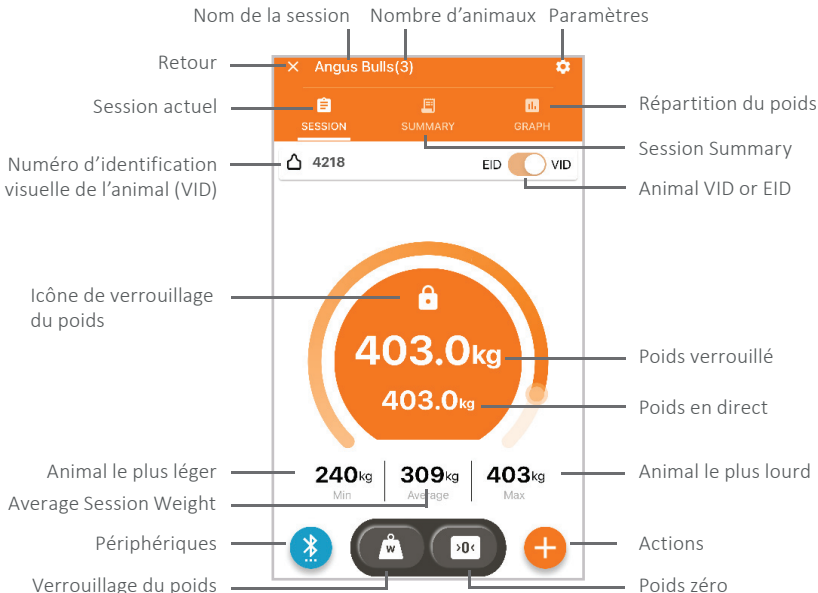 Nom de la session
Nombre d’animaux
Paramètres
Retour
Angus Bulls(3)
Session actuel
SESSION
SUMMARY
GRAPH
Répartition du poids
Session Summary
Numéro d’identification
visuelle de l’animal (VID)
4218
EID
VID
Animal VID or EID
Icône de verrouillage
du poids
403.0kg
Poids verrouillé
403.0kg
Poids en direct
Animal le plus léger
240kg
Min
309kg
Average
403kg
Max
Animal le plus lourd
Average Session Weight
Périphériques
W
>0<
Actions
Verrouillage du poids
Poids zéro